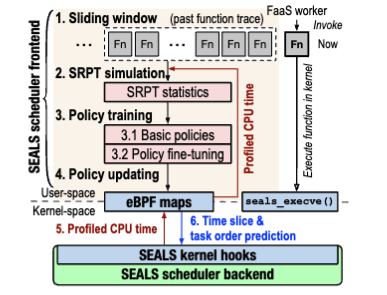 FaaS worker
1. Sliding window (past function trace)
Invoke
... Fn Fn ... Fn Fn Fn Fn Now
2. SRPT simulation
SRPT statistics
3. Policy training
3.1 Basic policies
3.2 Policy fine-tuning
4. Policy updating
SEALS scheduler frontend
Profiled CPU time
Execute function in kernel
User-space
Kernel-space
eBPF maps
seals_execve()
5. Profiled CPU time
6. Time slice &
task order prediction
SEALS kernel hooks
SEALS scheduler backend